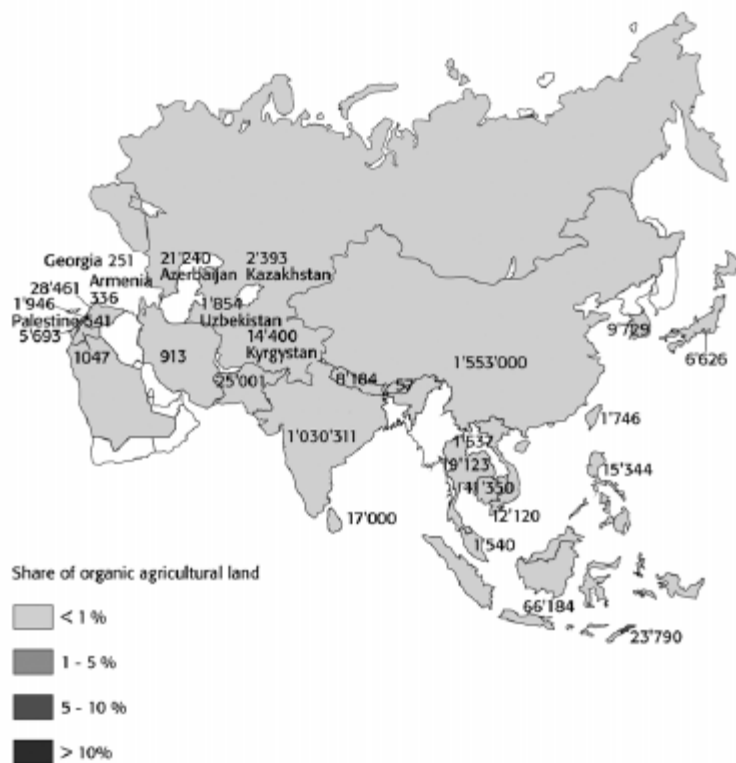 Georgia 251
21'240
Azerbaijan
2'393
Kazakhstan
28'461
Armenia
336
1'946
1'854
Uzbekistan
Palestine 541
5'693
14'400
Kyrgystan
1047
913
25'001
8'184
57
1'553'000
9'729
6'626
1'030'311
1'746
1'537
19'123
41'350
15'344
12'120
17'000
1'540
66'184
23'790
Share of organic agricultural land
< 1 %
1 - 5 %
5 - 10 %
> 10%